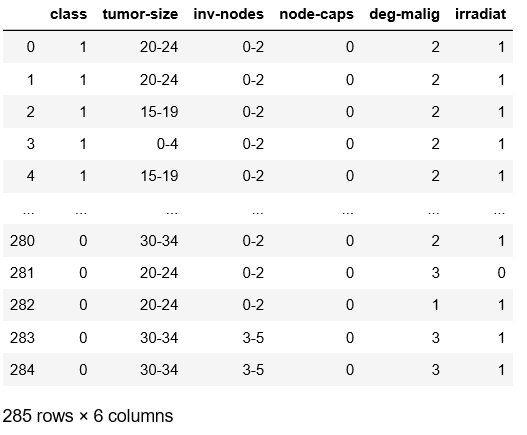 class tumor-size inv-nodes node-caps deg-malig irradiat
0 1 20-24 0-2 0 2 1
1 1 20-24 0-2 0 2 1
2 1 15-19 0-2 0 2 1
3 1 0-4 0-2 0 2 1
4 1 15-19 0-2 0 2 1
... ... ... ... ... ... ...
280 0 30-34 0-2 0 2 1
281 0 20-24 0-2 0 3 0
282 0 20-24 0-2 0 1 1
283 0 30-34 3-5 0 3 1
284 0 30-34 3-5 0 3 1
285 rows × 6 columns